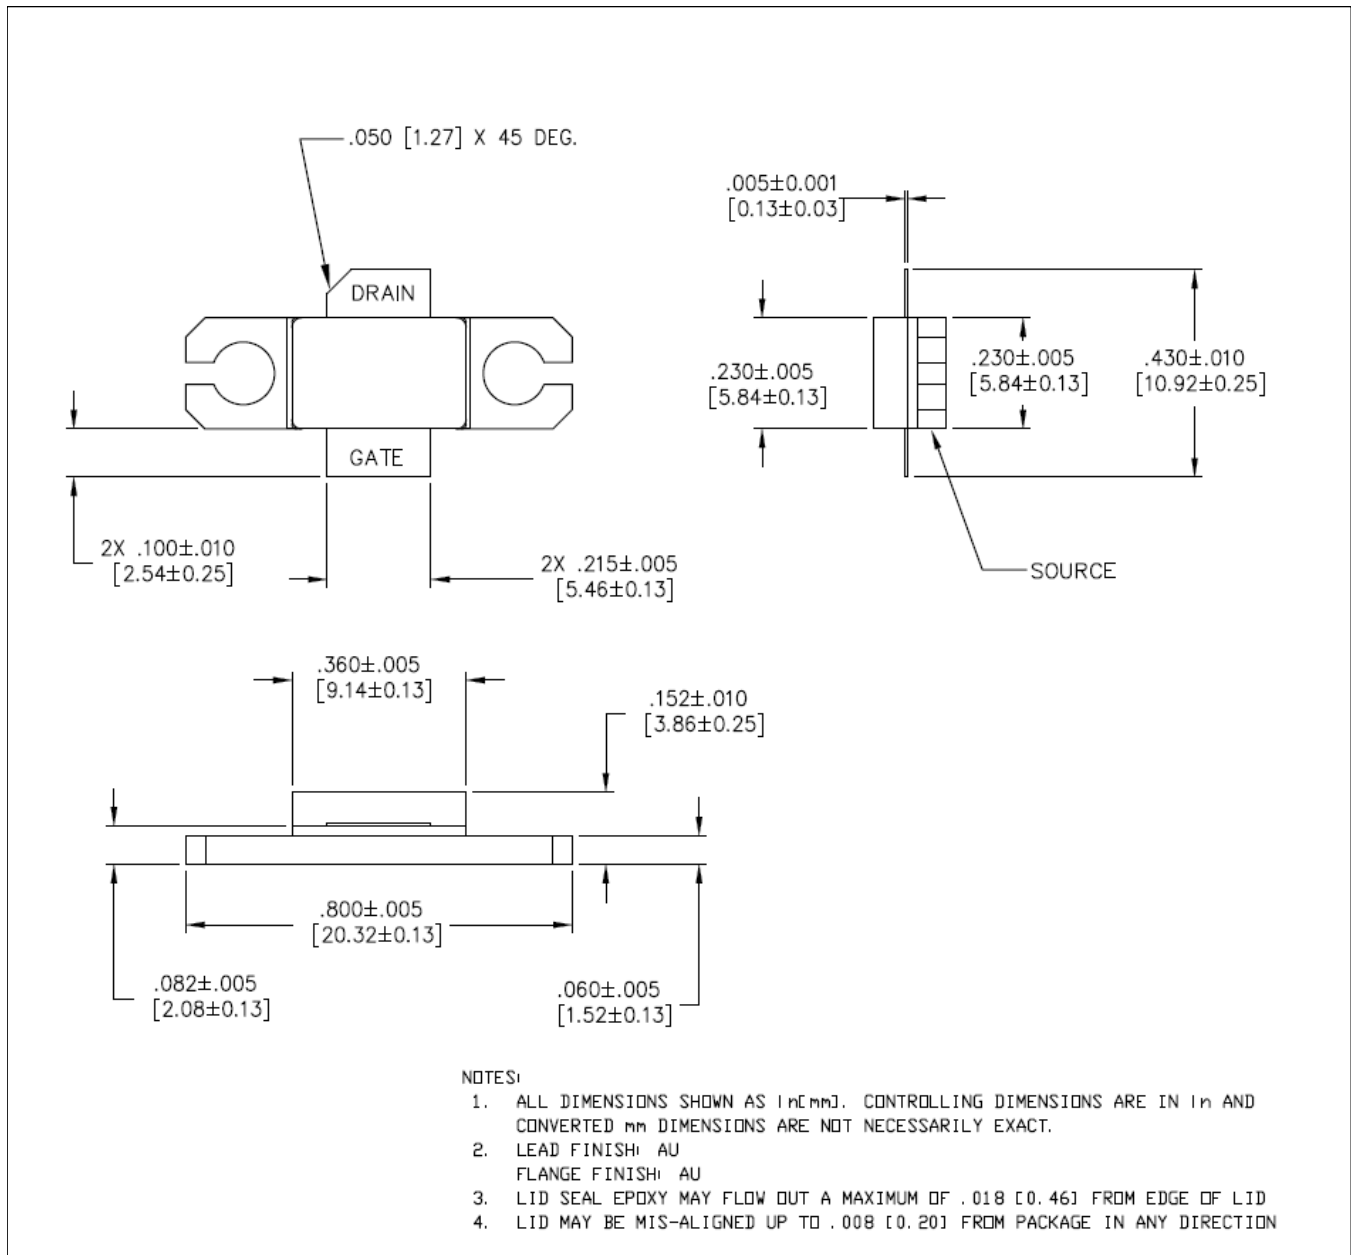 .050 [1.27] X 45 DEG.
.005±0.001
[0.13±0.03]
DRAIN
.230±.005
[5.84±0.13]
.230±.005
[5.84±0.13]
.430±.010
[10.92±0.25]
GATE
2X .100±.010
[2.54±0.25]
2X .215±.005
[5.46±0.13]
SOURCE
.360±.005
[9.14±0.13]
.152±.010
[3.86±0.25]
.800±.005
[20.32±0.13]
.082±.005
[2.08±0.13]
.060±.005
[1.52±0.13]
NOTES:
1. ALL DIMENSIONS SHOWN AS in[mm]. CONTROLLING DIMENSIONS ARE IN in AND
CONVERTED mm DIMENSIONS ARE NOT NECESSARILY EXACT.
2. LEAD FINISH: AU
FLANGE FINISH: AU
3. LID SEAL EPOXY MAY FLOW OUT A MAXIMUM OF .018 [0.46] FROM EDGE OF LID
4. LID MAY BE MIS-ALIGNED UP TO .008 [0.20] FROM PACKAGE IN ANY DIRECTION